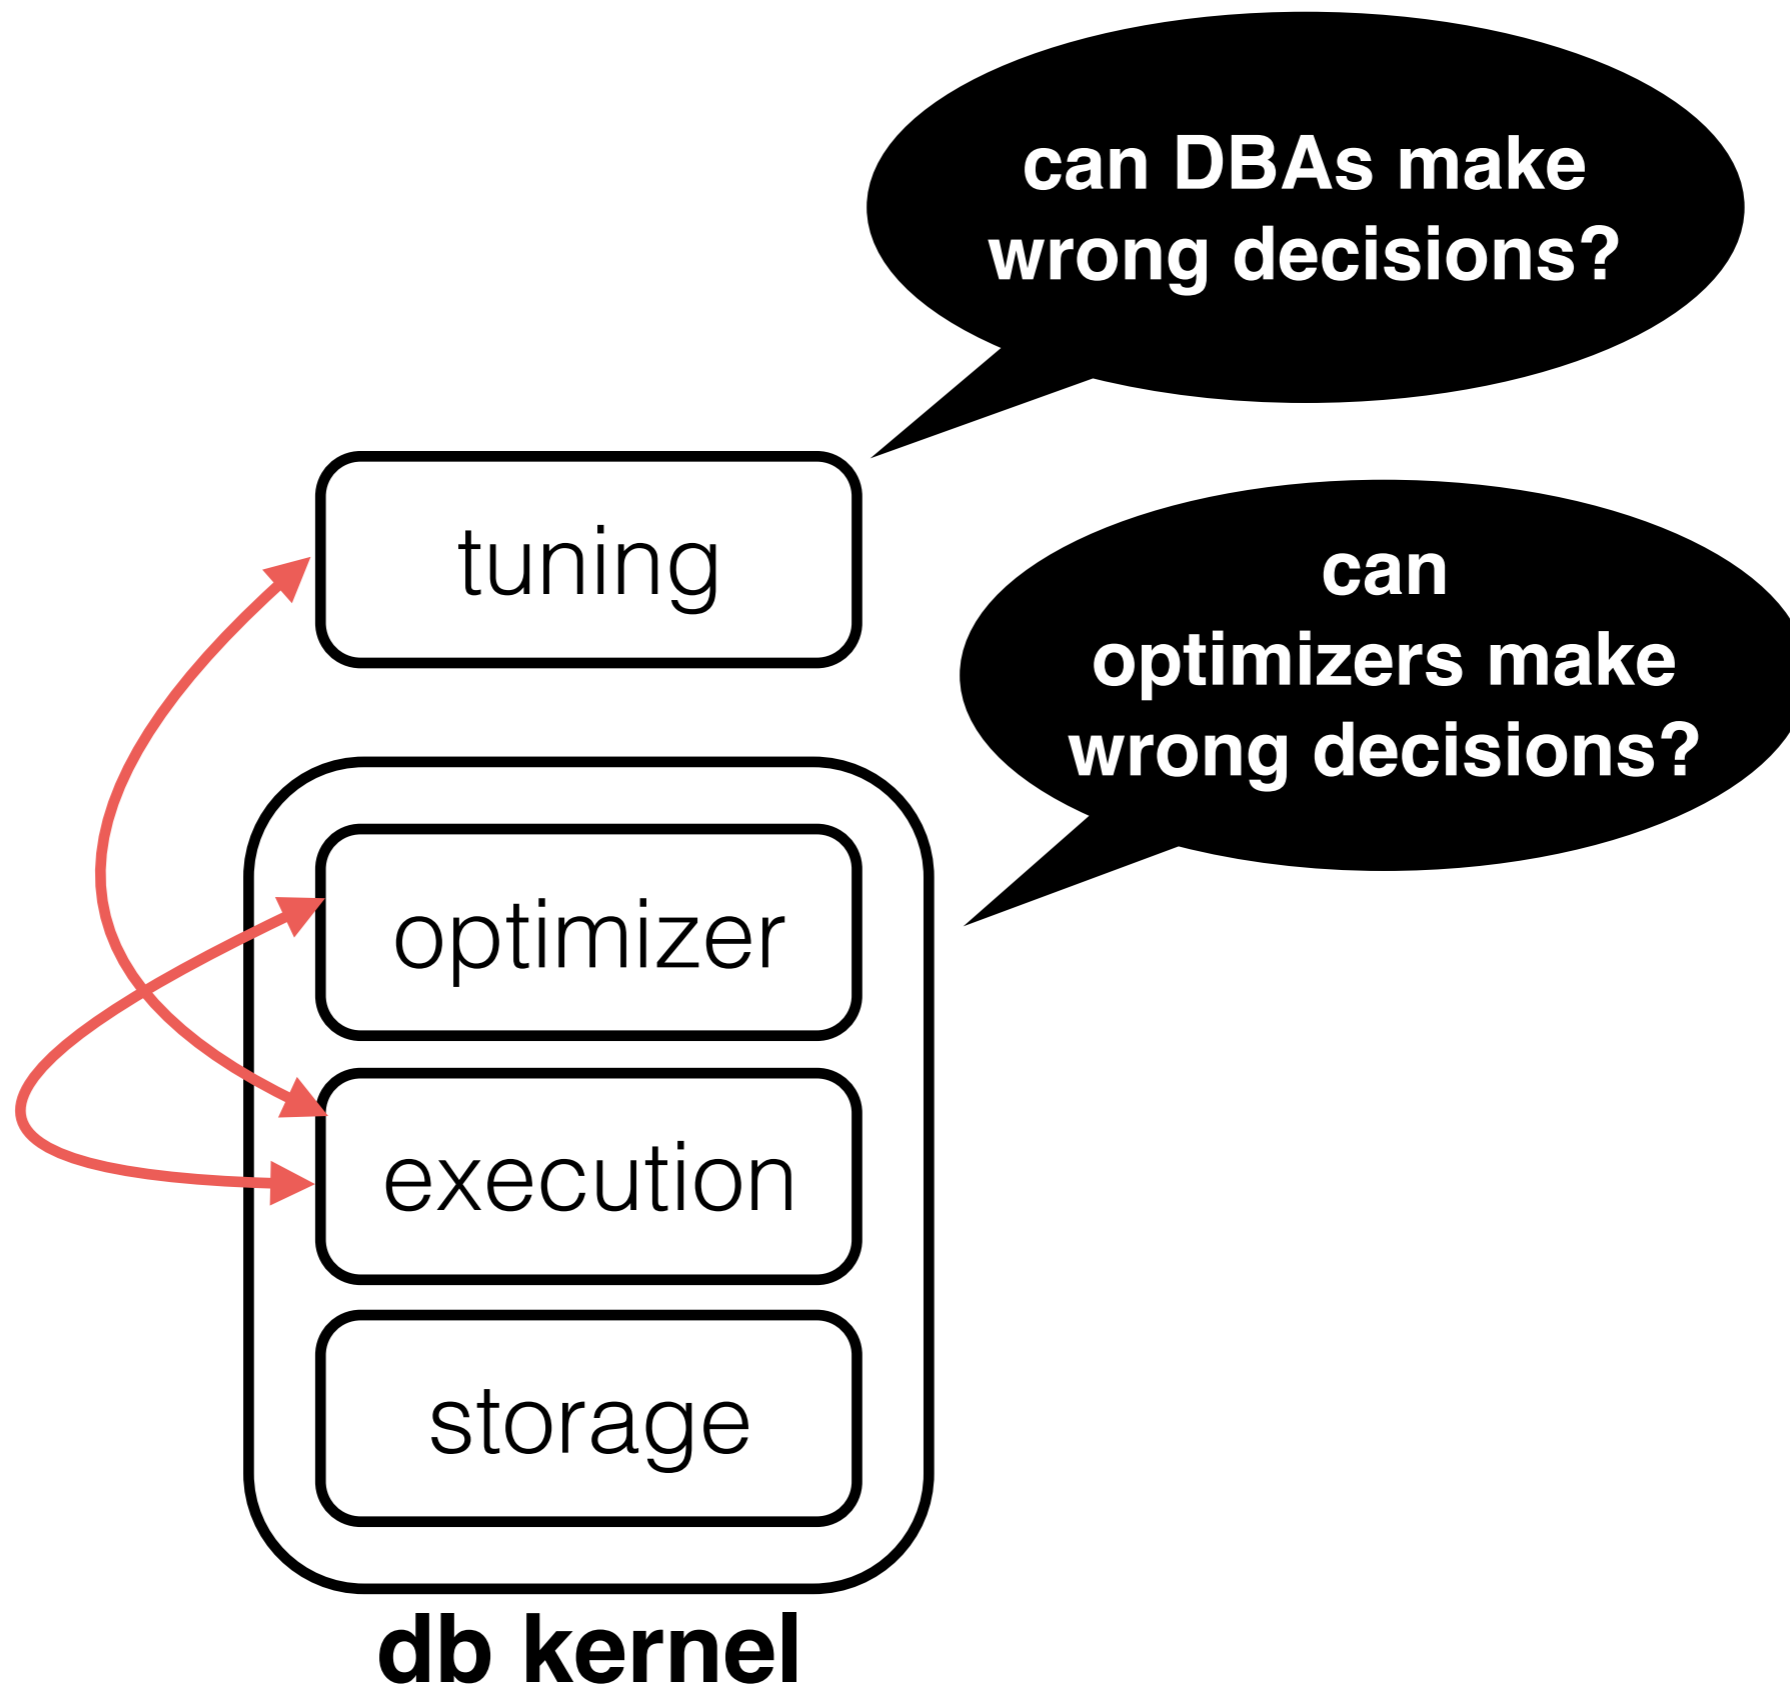 can DBAs make
wrong decisions?
tuning
can
optimizers make
wrong decisions?
optimizer
execution
storage
db kernel